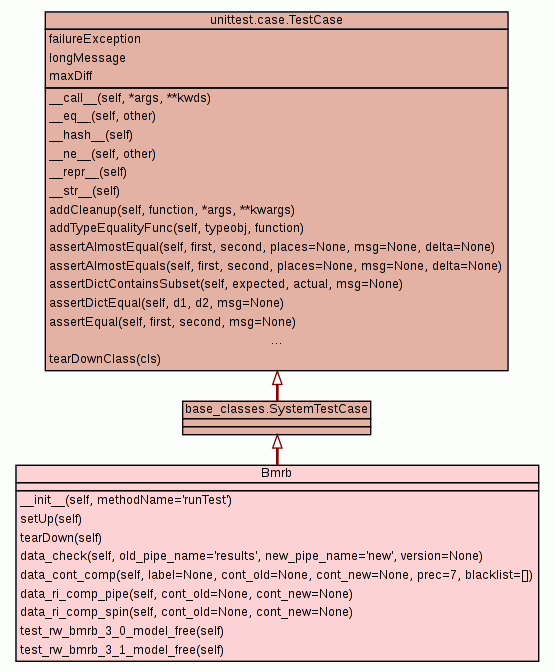 unittest.case.TestCase
failureException
longMessage
maxDiff
__call__(self, *args, **kwds)
__eq__(self, other)
__hash__(self)
__ne__(self, other)
__repr__(self)
__str__(self)
addCleanup(self, function, *args, **kwargs)
addTypeEqualityFunc(self, typeobj, function)
assertAlmostEqual(self, first, second, places=None, msg=None, delta=None)
assertAlmostEquals(self, first, second, places=None, msg=None, delta=None)
assertDictContainsSubset(self, expected, actual, msg=None)
assertDictEqual(self, d1, d2, msg=None)
assertEqual(self, first, second, msg=None)
...
tearDownClass(cls)
base_classes.SystemTestCase
Bmrb
__init__(self, methodName='runTest')
setUp(self)
tearDown(self)
data_check(self, old_pipe_name='results', new_pipe_name='new', version=None)
data_cont_comp(self, label=None, cont_old=None, cont_new=None, prec=7, blacklist=[])
data_ri_comp_pipe(self, cont_old=None, cont_new=None)
data_ri_comp_spin(self, cont_old=None, cont_new=None)
test_rw_bmrb_3_0_model_free(self)
test_rw_bmrb_3_1_model_free(self)